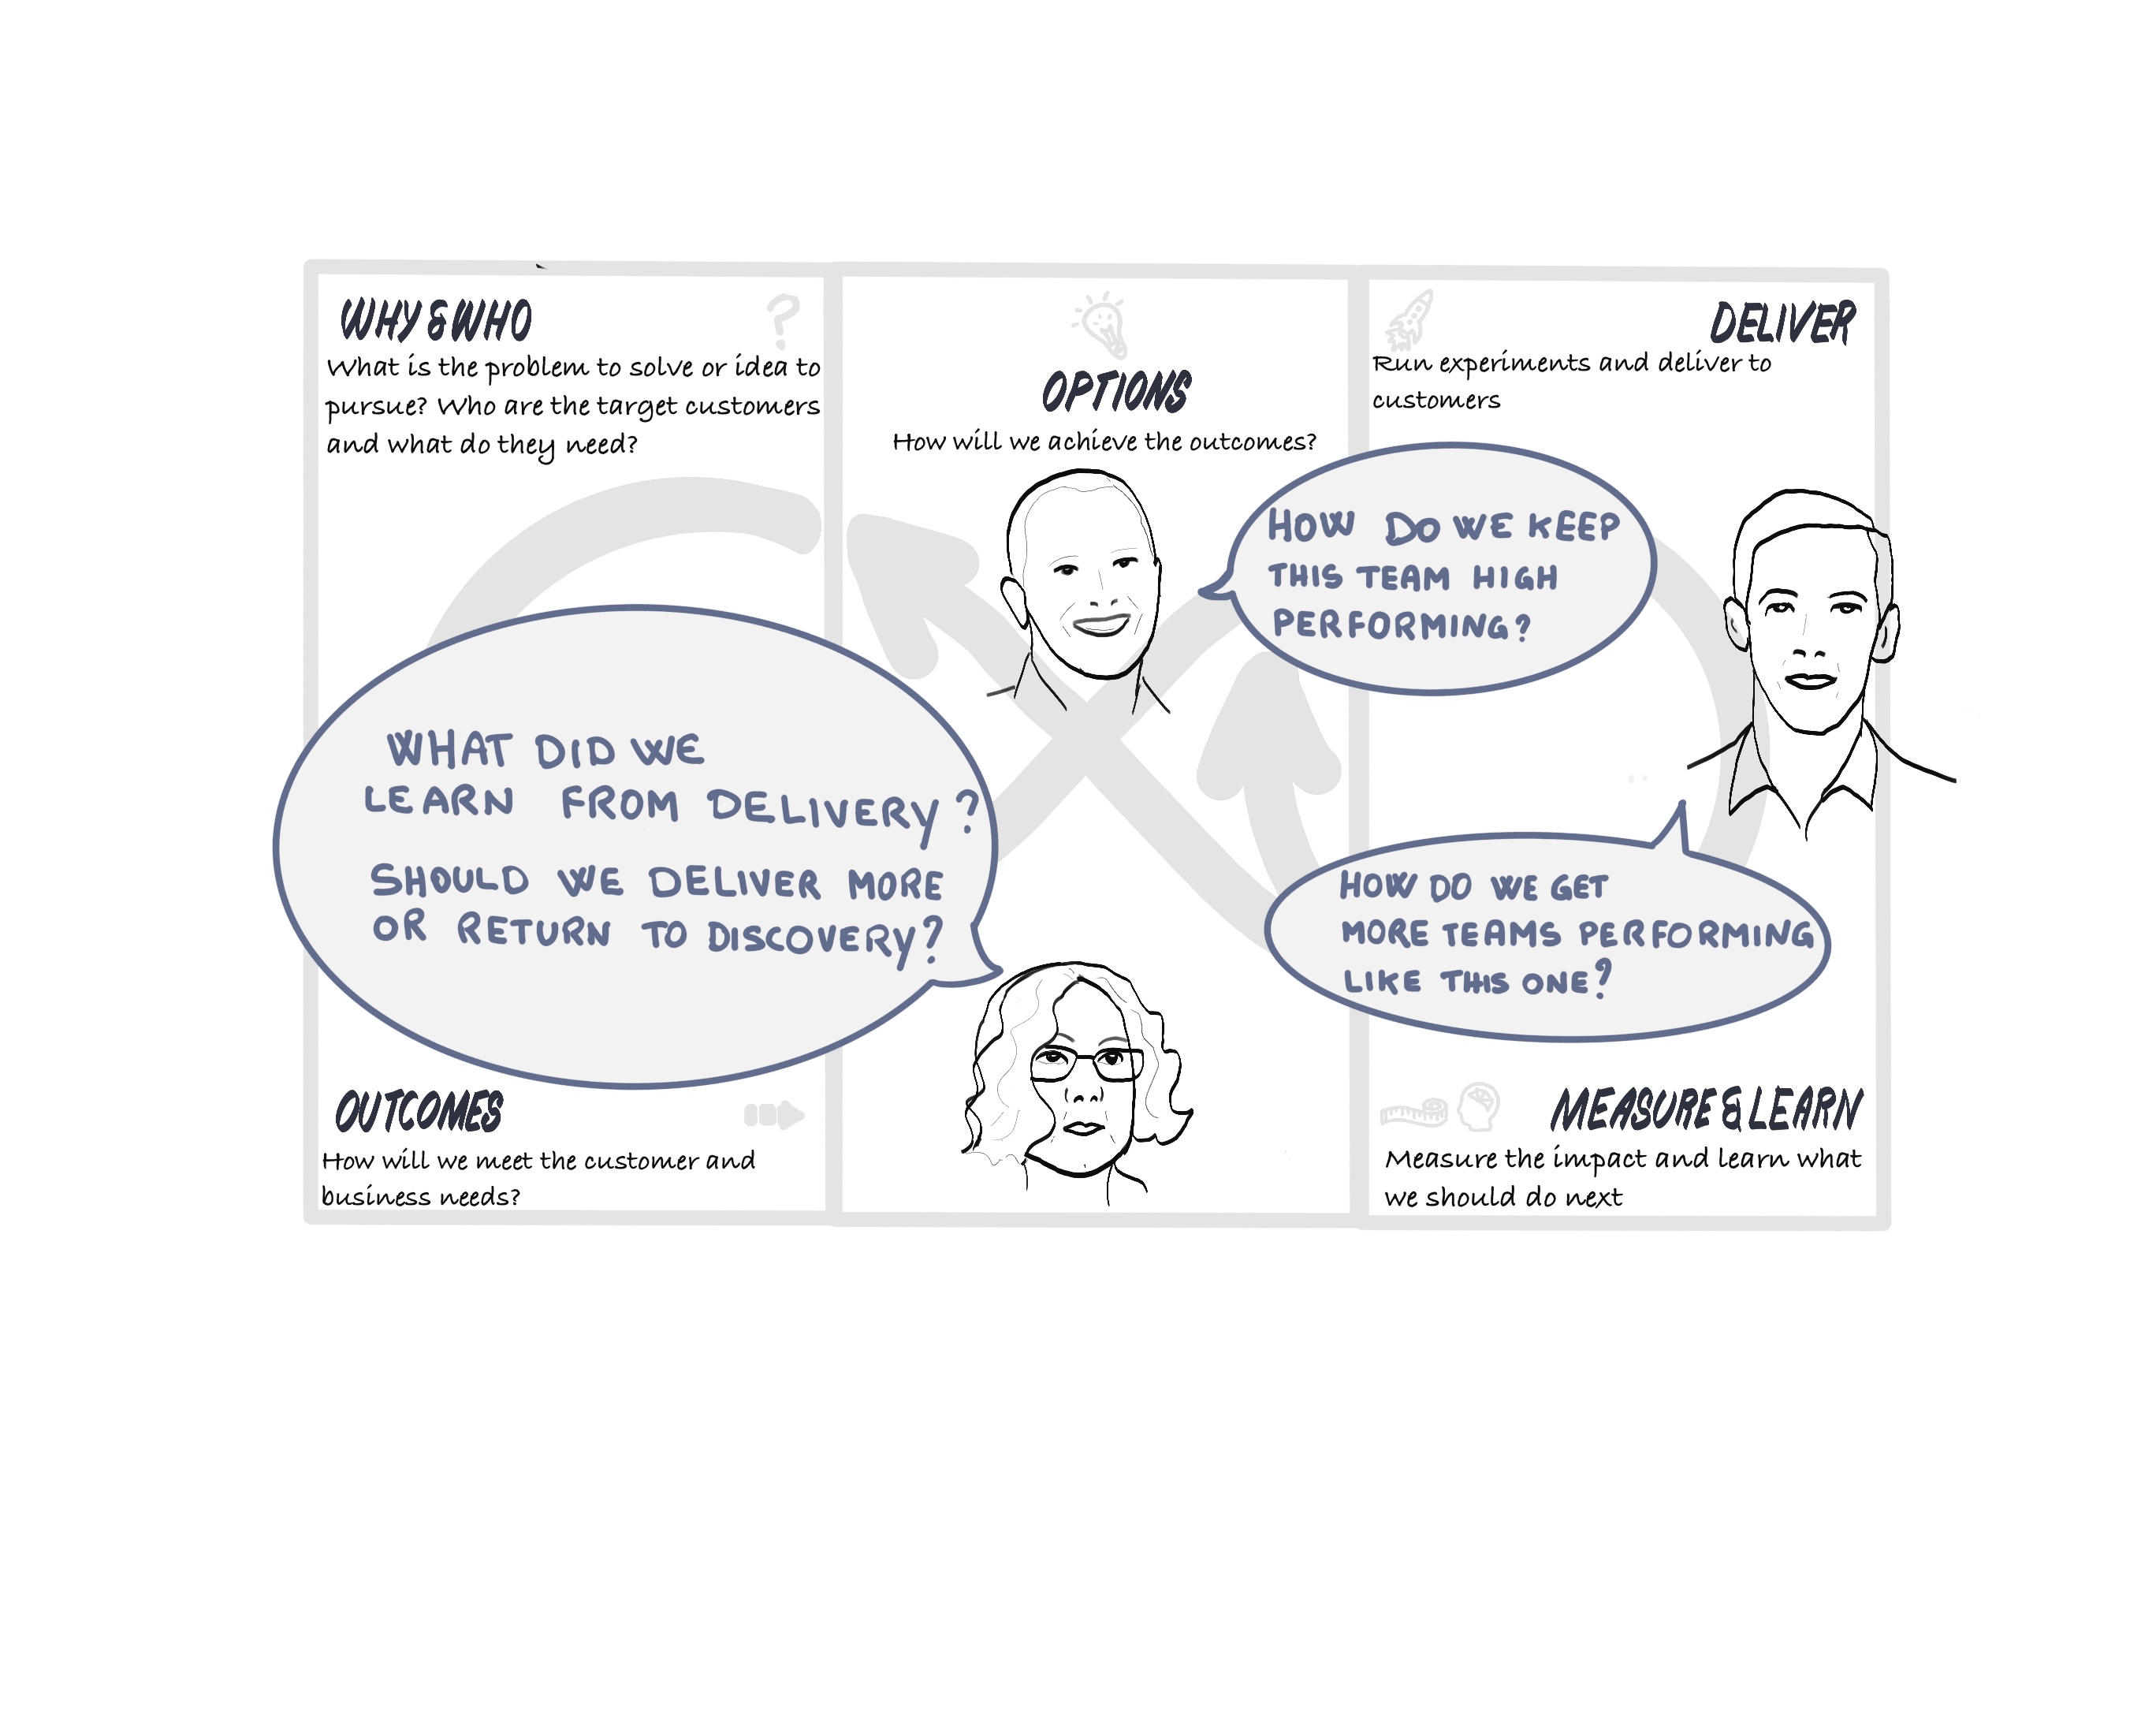 WHY & WHO
What is the problem to solve or idea to
pursue? Who are the target customers
and what do they need?
OPTIONS
How will we achieve the outcomes?
DELIVER
Run experiments and deliver to
customers
HOW DO WE KEEP
THIS TEAM HIGH
PERFORMING?
WHAT DID WE
LEARN FROM DELIVERY?
SHOULD WE DELIVER MORE
OR RETURN TO DISCOVERY?
HOW DO WE GET
MORE TEAMS PERFORMING
LIKE THIS ONE?
OUTCOMES
How will we meet the customer and
business needs?
MEASURE & LEARN
Measure the impact and learn what
we should do next